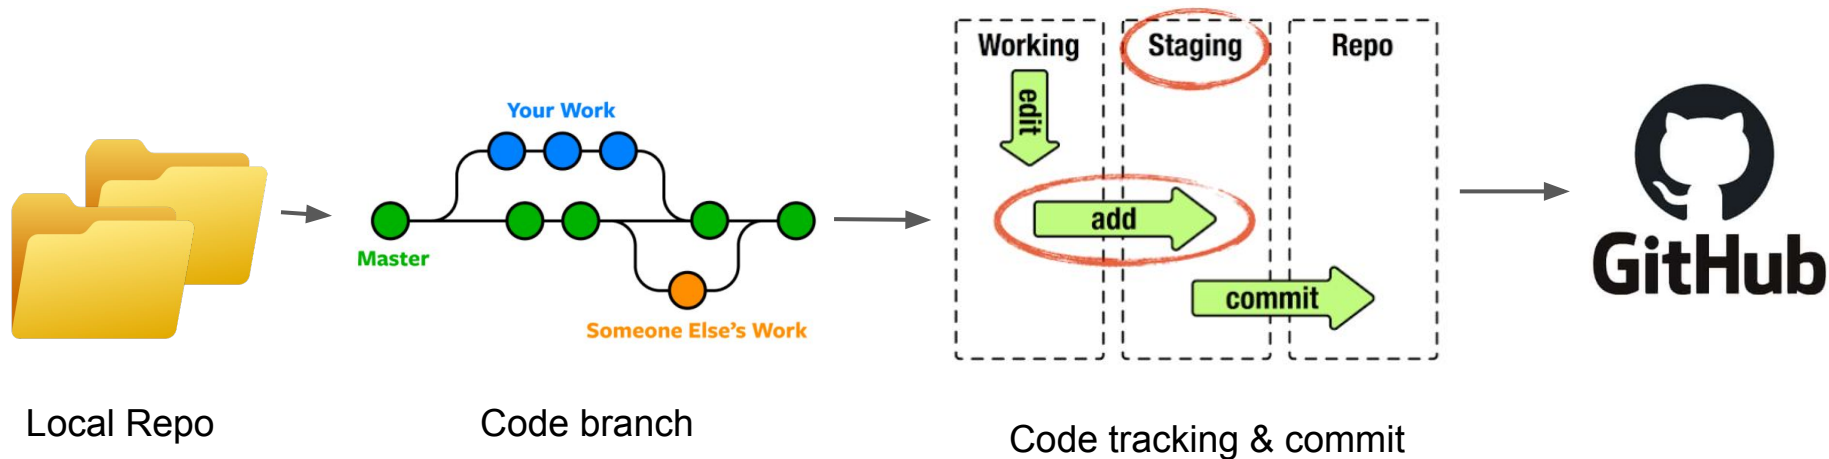 Local Repo
Your Work
Master
Someone Else's Work
Code branch
Working
Staging
Repo
edit
add
commit
Code tracking & commit
GitHub